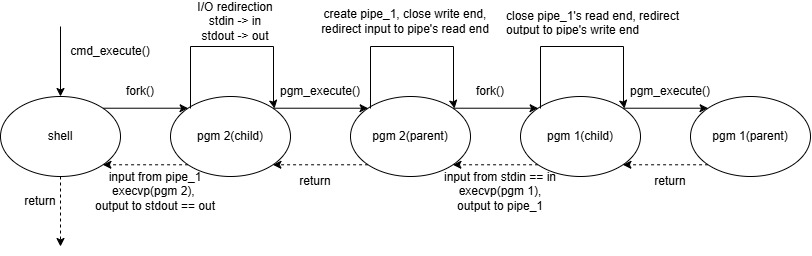 I/O redirection
stdin -> in
stdout -> out
create pipe_1, close write end,
redirect input to pipe's read end
close pipe_1's read end, redirect
output to pipe's write end
cmd_execute()
fork()
pgm_execute()
fork()
pgm_execute()
shell
pgm 2(child)
pgm 2(parent)
pgm 1(child)
pgm 1(parent)
return
input from pipe_1
execvp(pgm 2),
output to stdout == out
return
input from stdin == in
execvp(pgm 1),
output to pipe_1
return